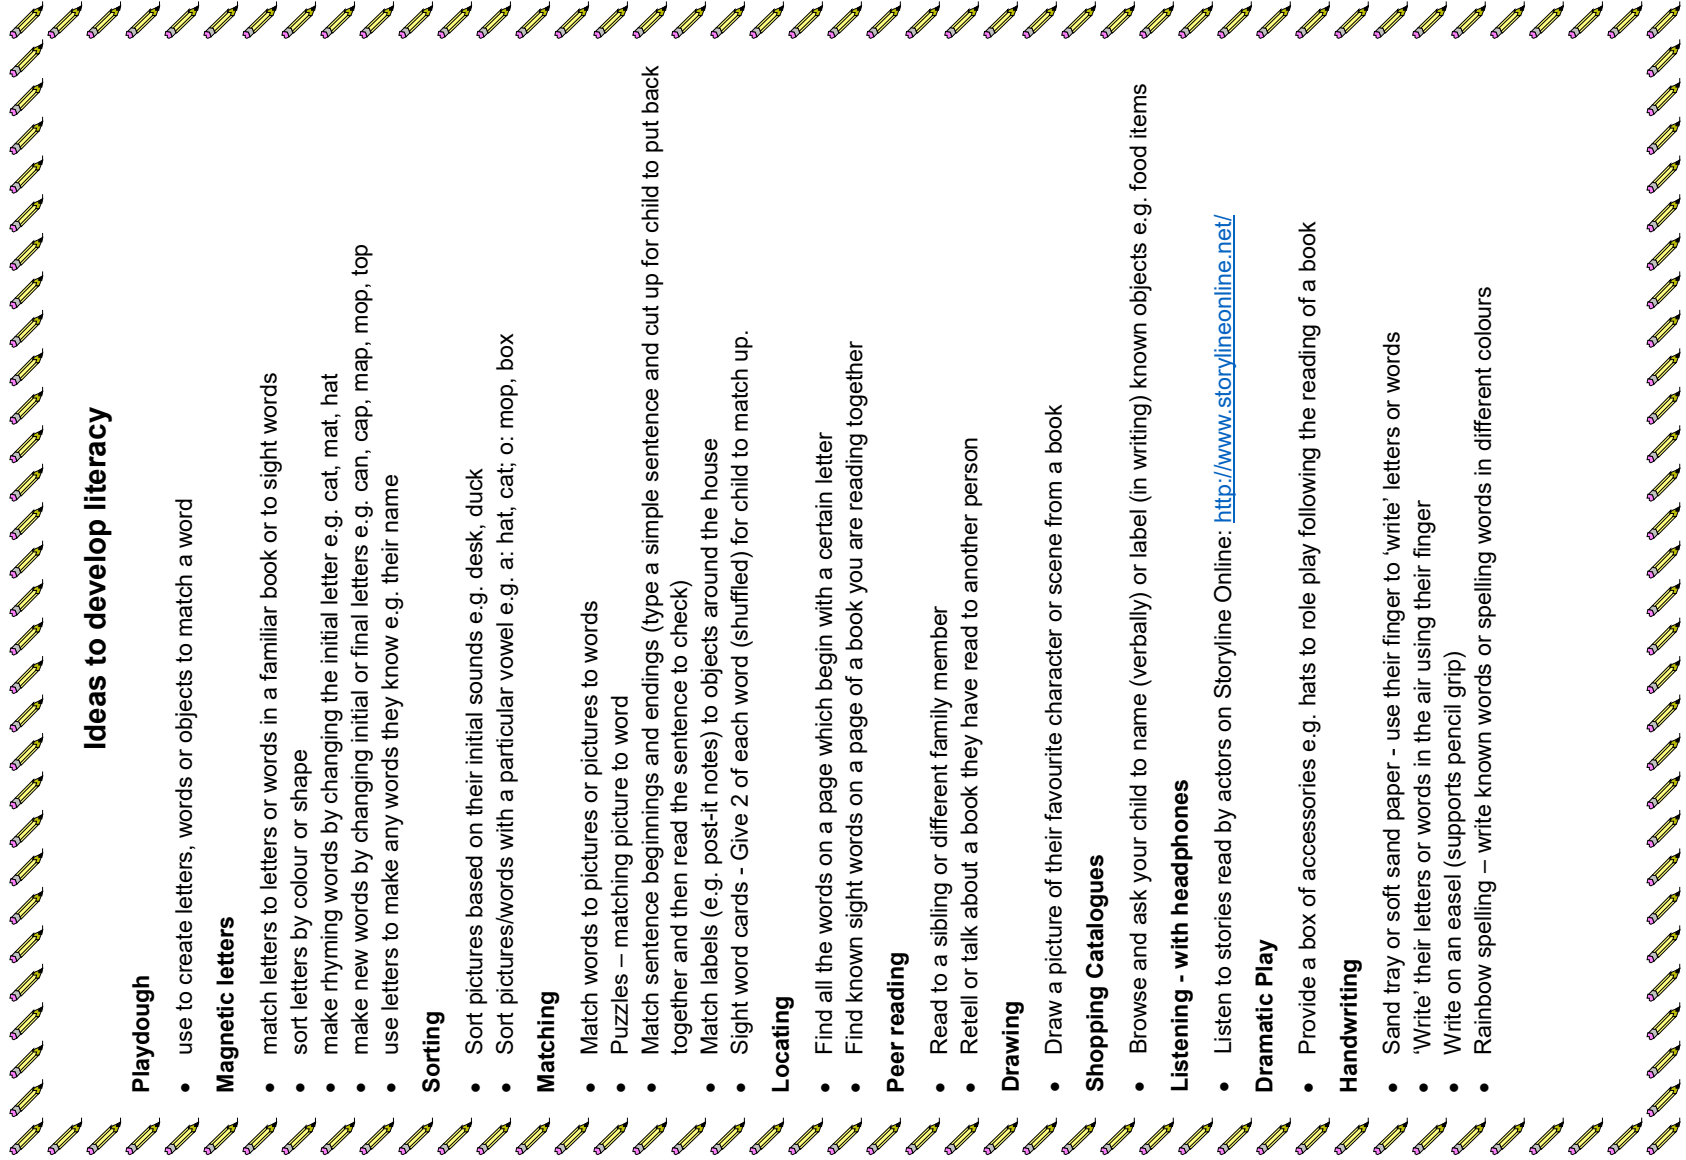 Ideas to develop literacy
Playdough
• use to create letters, words or objects to match a word
Magnetic letters
• match letters to letters or words in a familiar book or to sight words
• sort letters by colour or shape
• make rhyming words by changing the initial letter e.g. cat, mat, hat
• make new words by changing initial or final letters e.g. can, cap, map, mop, top
• use letters to make any words they know e.g. their name
Sorting
• Sort pictures based on their initial sounds e.g. desk, duck
• Sort pictures/words with a particular vowel e.g. a: hat, cat; o: mop, box
Matching
• Match words to pictures or pictures to words
• Puzzles – matching picture to word
• Match sentence beginnings and endings (type a simple sentence and cut up for child to put back
together and then read the sentence to check)
• Match labels (e.g. post-it notes) to objects around the house
• Sight word cards - Give 2 of each word (shuffled) for child to match up.
Locating
• Find all the words on a page which begin with a certain letter
• Find known sight words on a page of a book you are reading together
Peer reading
• Read to a sibling or different family member
• Retell or talk about a book they have read to another person
Drawing
• Draw a picture of their favourite character or scene from a book
Shopping Catalogues
• Browse and ask your child to name (verbally) or label (in writing) known objects e.g. food items
Listening - with headphones
• Listen to stories read by actors on Storyline Online: http://www.storylineonline.net/
Dramatic Play
• Provide a box of accessories e.g. hats to role play following the reading of a book
Handwriting
• Sand tray or soft sand paper - use their finger to ‘write’ letters or words
• ‘Write’ their letters or words in the air using their finger
• Write on an easel (supports pencil grip)
• Rainbow spelling – write known words or spelling words in different colours